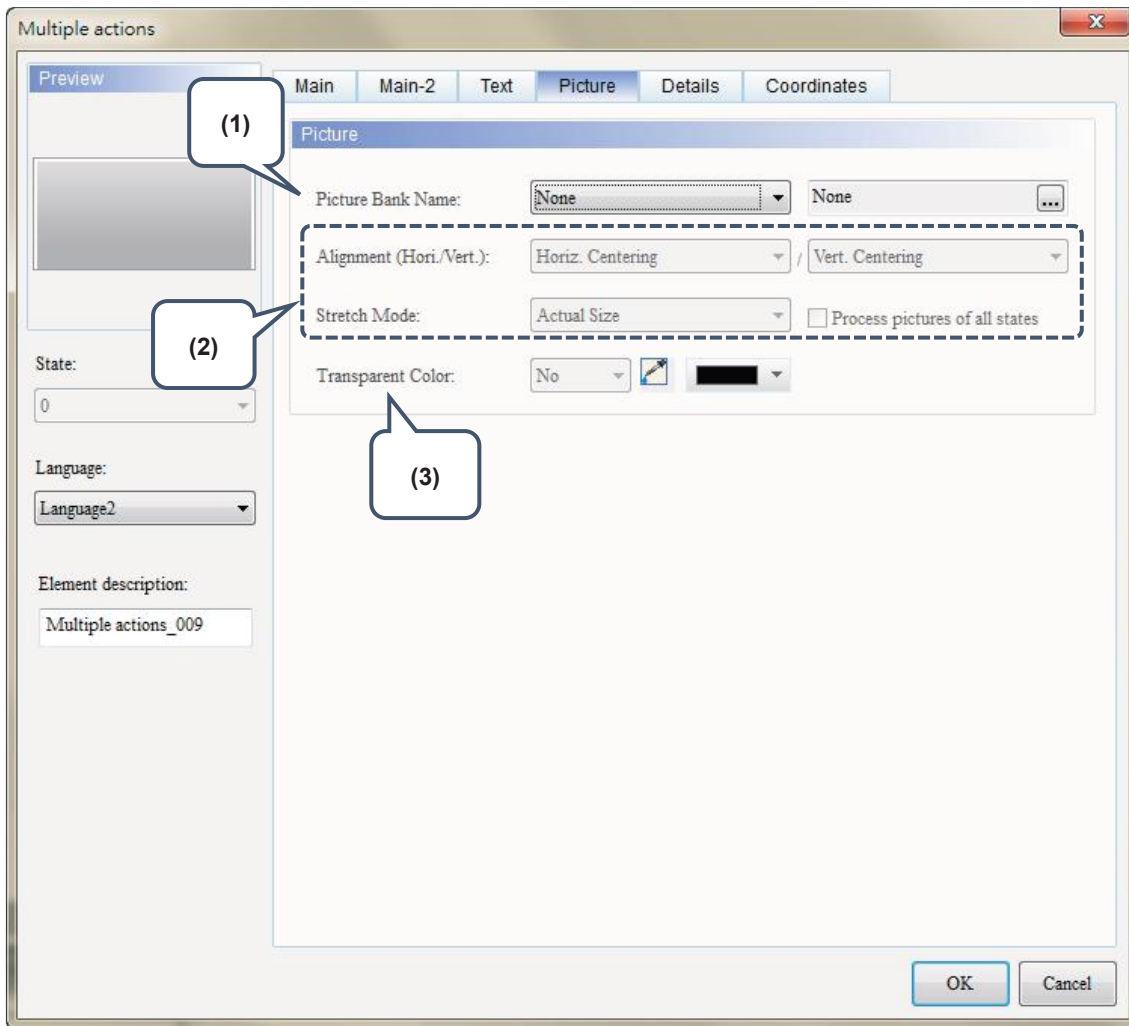 Multiple actions
Preview
Main Main-2 Text Picture Details Coordinates
(1)
Picture
Picture Bank Name: None None ...
Alignment (Hori./Vert.): Horiz. Centering / Vert. Centering
Stretch Mode: Actual Size Process pictures of all states
(2)
State:
Transparent Color: No
0
Language:
(3)
Language2
Element description:
Multiple actions_009
OK Cancel